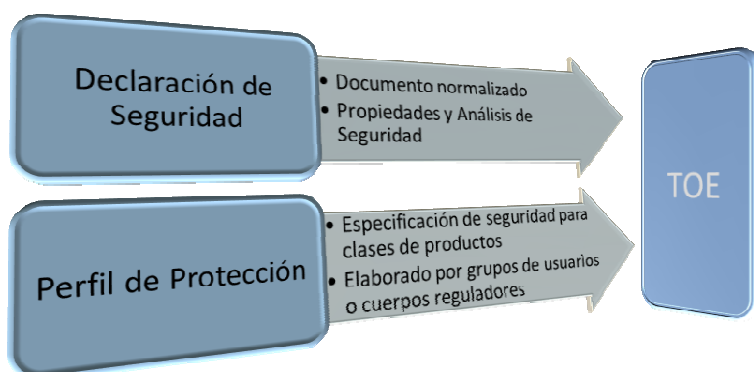 Declaración de
Seguridad
• Documento normalizado
• Propiedades y Análisis de
Seguridad
TOE
Perfil de Protección
• Especificación de seguridad para
clases de productos
• Elaborado por grupos de usuarios
o cuerpos reguladores